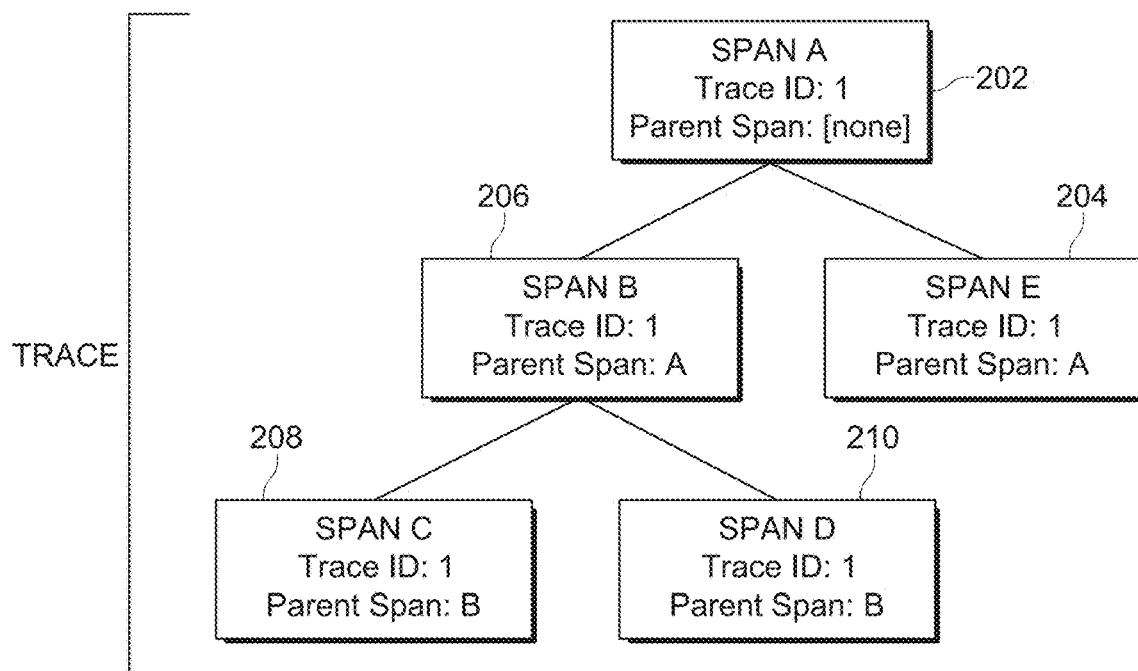 SPAN A
Trace ID: 1
Parent Span: [none]
202
206
204
SPAN B
Trace ID: 1
Parent Span: A
SPAN E
Trace ID: 1
Parent Span: A
TRACE
208
210
SPAN C
Trace ID: 1
Parent Span: B
SPAN D
Trace ID: 1
Parent Span: B